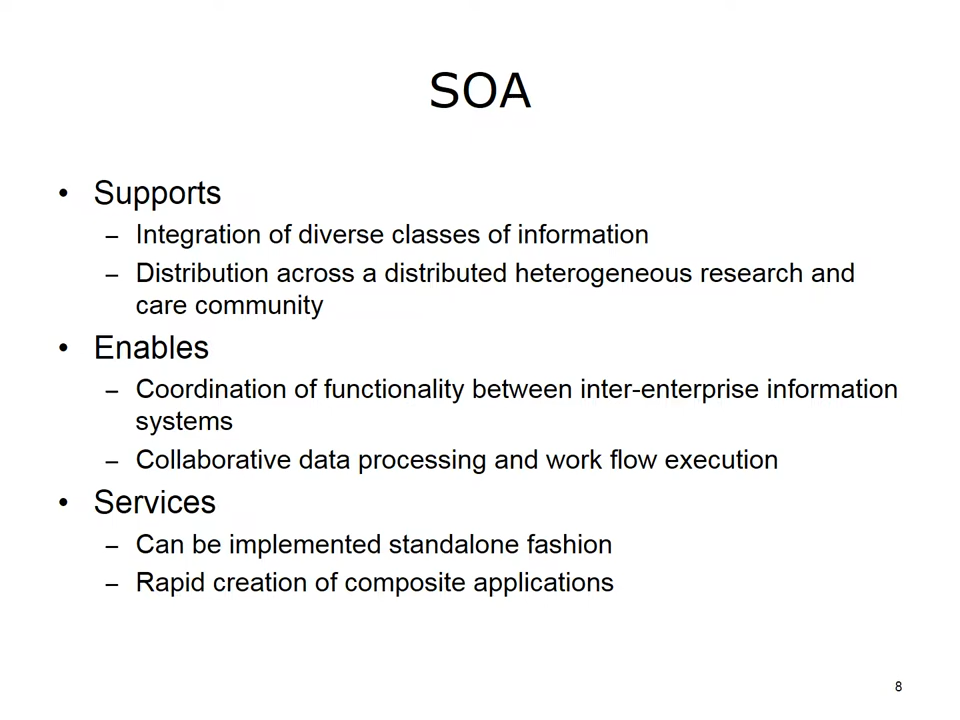 SOA
• Supports
– Integration of diverse classes of information
– Distribution across a distributed heterogeneous research and
care community
• Enables
– Coordination of functionality between inter-enterprise information
systems
– Collaborative data processing and work flow execution
• Services
– Can be implemented standalone fashion
– Rapid creation of composite applications
8